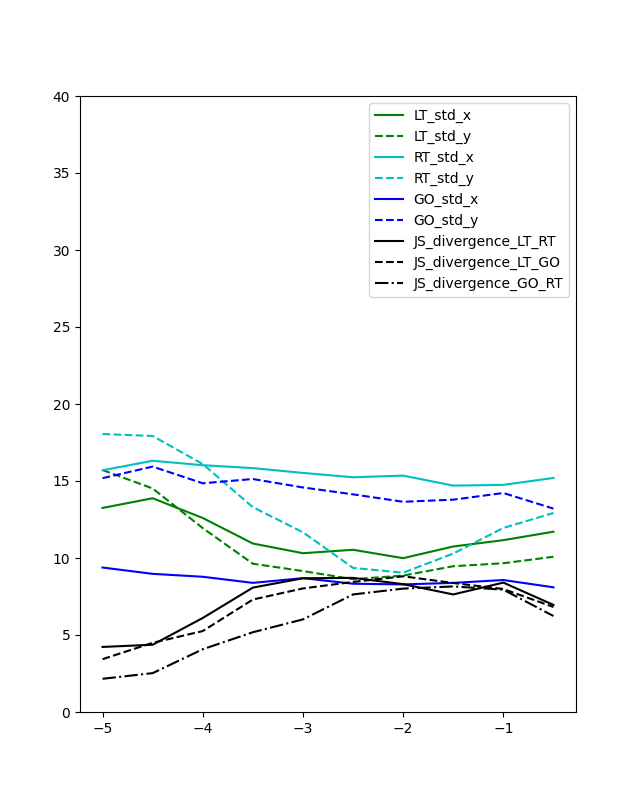 40
35
30
25
20
15
10
5
0
−5
−4
−3
−2
−1
LT_std_x
LT_std_y
RT_std_x
RT_std_y
GO_std_x
GO_std_y
JS_divergence_LT_RT
JS_divergence_LT_GO
JS_divergence_GO_RT